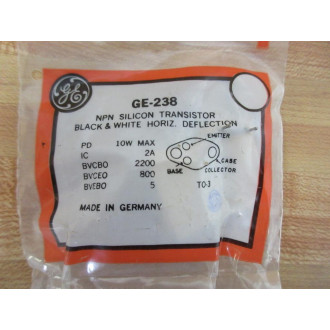 GE
GE-238
NPN SILICON TRANSISTOR
BLACK & WHITE HORIZ. DEFLECTION
PD 10W MAX
IC 2A
BVCBO 2200
BVCEO 800
BVEBO 5
EMITTER
BASE
CASE
COLLECTOR
TO-3
MADE IN GERMANY